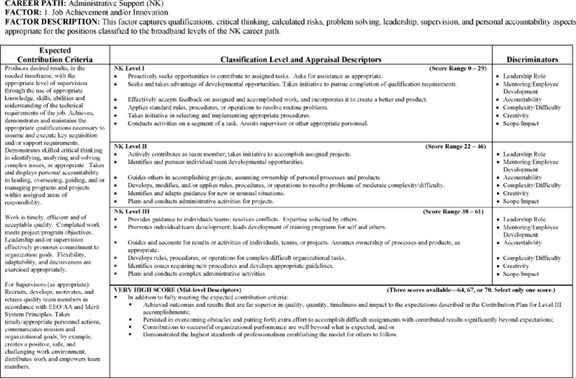 CAREER PATH: Administrative Support (NK)
FACTOR: 1. Job Achievement and/or Innovation
FACTOR DESCRIPTION: This factor captures qualifications, critical thinking, calculated risks, problem solving, leadership, supervision, and personal accountability aspects
appropriate for the positions classified to the broadband levels of the NK career path.
Expected
Contribution Criteria
Classification Level and Appraisal Descriptors
Discriminators
Produces desired results, in the
needed timeframe, with the
appropriate level of supervision
through the use of appropriate
knowledge, skills, abilities and
understanding of the technical
requirements of the job. Achieves,
demonstrates and maintains the
appropriate qualifications necessary to
assume and execute key acquisition
and/or support requirements.
Demonstrates skilled critical thinking
in identifying, analyzing and solving
complex issues, as appropriate. Takes
and displays personal accountability
in leading, overseeing, guiding, and/or
managing programs and projects
within assigned areas of
responsibility.
Work is timely, efficient and of
acceptable quality. Completed work
meets project/program objectives.
Leadership and/or supervision
effectively promotes commitment to
organization goals. Flexibility,
adaptability, and decisiveness are
exercised appropriately.
For Supervisors (as appropriate):
Recruits, develops, motivates, and
retains quality team members in
accordance with EEO/AA and Merit
System Principles. Takes
timely/appropriate personnel actions,
communicates mission and
organizational goals; by example,
creates a positive, safe, and
challenging work environment;
distributes work and empowers team
members.
NK Level I (Score Range 0 – 29)
• Proactively seeks opportunities to contribute to assigned tasks. Asks for assistance as appropriate.
• Seeks and takes advantage of developmental opportunities. Takes initiative to pursue completion of qualification requirements.
• Effectively accepts feedback on assigned and accomplished work, and incorporates it to create a better end product.
• Applies standard rules, procedures, or operations to resolve routine problems.
• Takes initiative in selecting and implementing appropriate procedures.
• Conducts activities on a segment of a task. Assists supervisor or other appropriate personnel.
• Leadership Role
• Mentoring/Employee
Development
• Accountability
• Complexity/Difficulty
• Creativity
• Scope/Impact
NK Level II (Score Range 22 – 46)
• Actively contributes as team member; takes initiative to accomplish assigned projects.
• Identifies and pursues individual/team developmental opportunities.
• Guides others in accomplishing projects, assuming ownership of personal processes and products.
• Develops, modifies, and/or applies rules, procedures, or operations to resolve problems of moderate complexity/difficulty.
• Identifies and adapts guidance for new or unusual situations.
• Plans and conducts administrative activities for projects.
• Leadership Role
• Mentoring/Employee
Development
• Accountability
• Complexity/Difficulty
• Creativity
• Scope/Impact
NK Level III (Score Range 38 – 61)
• Provides guidance to individuals/teams; resolves conflicts. Expertise solicited by others.
• Promotes individual/team development; leads development of training programs for self and others.
• Guides and accounts for results or activities of individuals, teams, or projects. Assumes ownership of processes and products, as
appropriate.
• Develops rules, procedures, or operations for complex/difficult organizational tasks.
• Identifies issues requiring new procedures and develops appropriate guidelines.
• Plans and conducts complex administrative activities.
• Leadership Role
• Mentoring/Employee
Development
• Accountability
• Complexity/Difficulty
• Creativity
• Scope/Impact
VERY HIGH SCORE (Mid-level Descriptors) (Three scores available—64, 67, or 70. Select only one score.)
• In addition to fully meeting the expected contribution criteria:
• Achieved outcomes and results that are far superior in quality, quantity, timeliness and impact to the expectations described in the Contribution Plan for Level III
accomplishments;
• Persisted in overcoming obstacles and putting forth extra effort to accomplish difficult assignments with contributed results significantly beyond expectations;
• Contributions to successful organizational performance are well beyond what is expected; and/or
• Demonstrated the highest standards of professionalism establishing the model for others to follow.